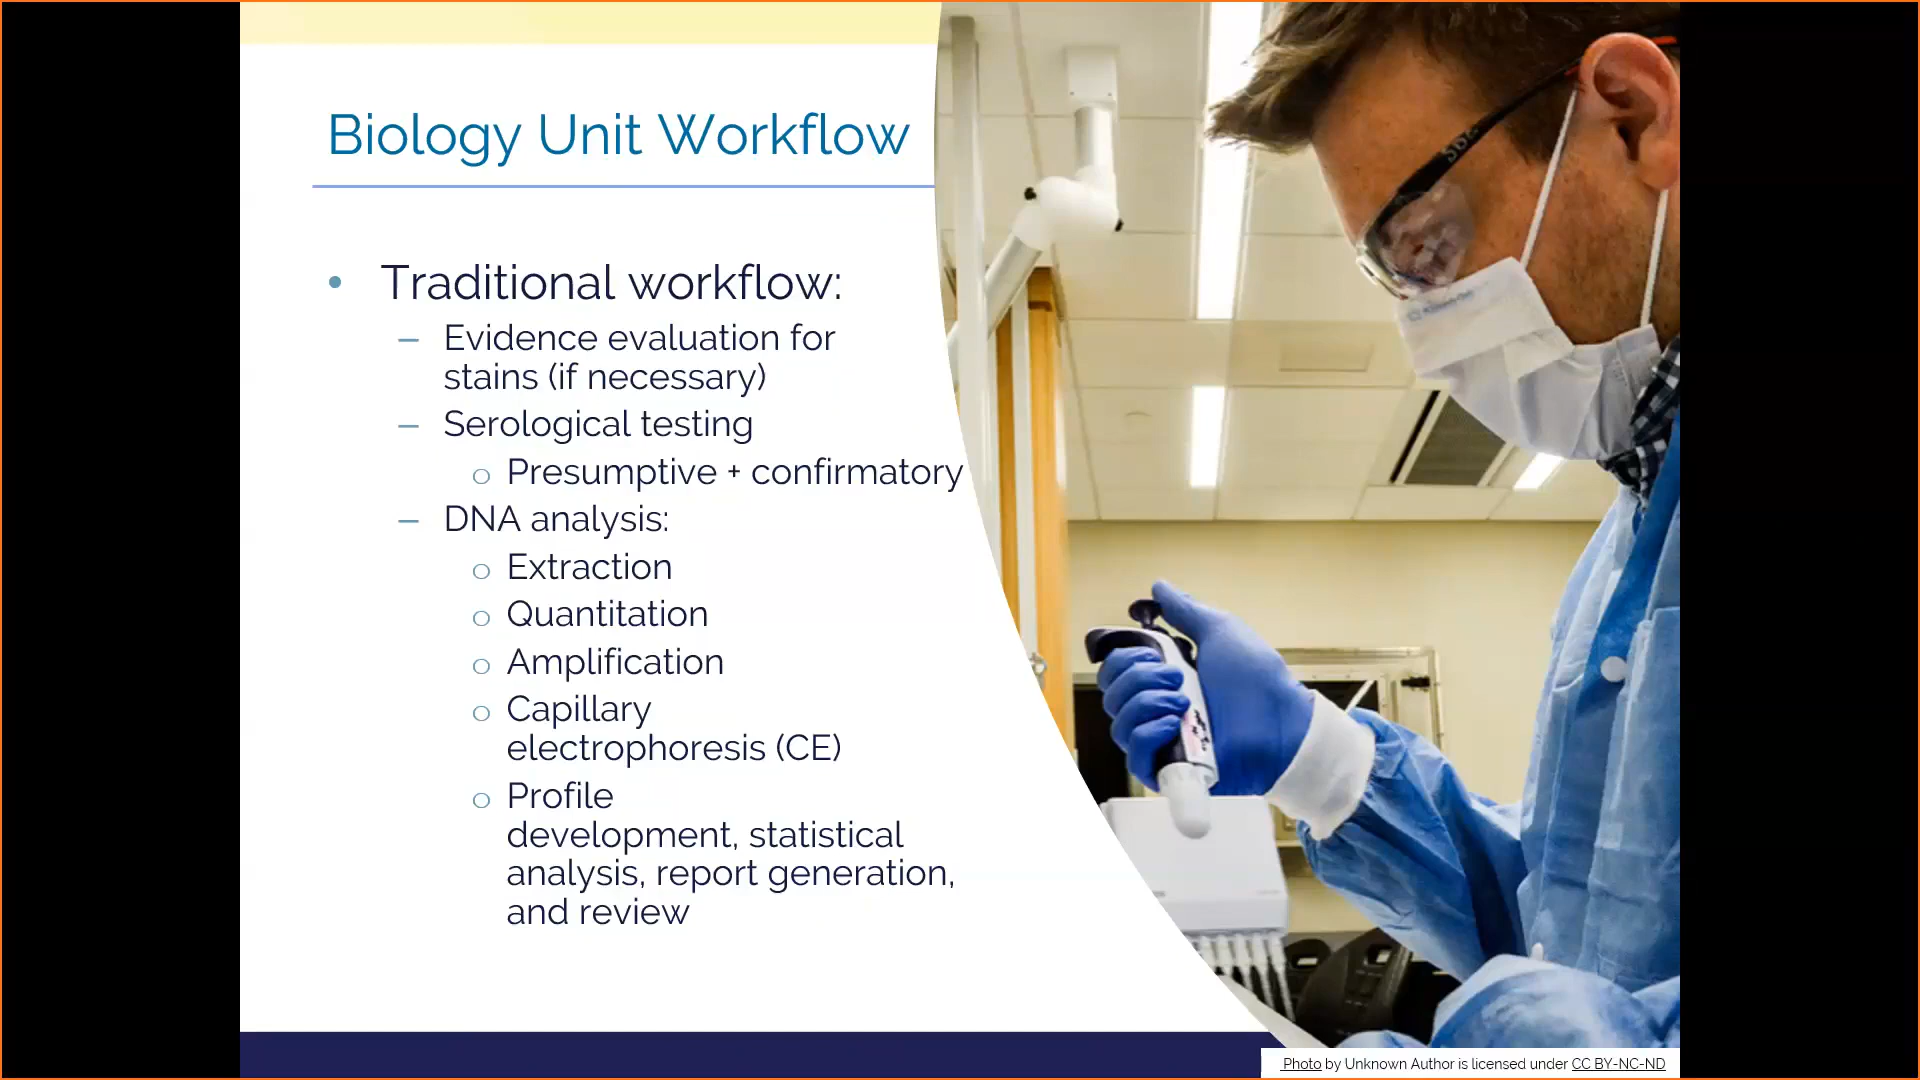 Biology Unit Workflow
• Traditional workflow:
– Evidence evaluation for
stains (if necessary)
– Serological testing
o Presumptive + confirmatory
– DNA analysis:
o Extraction
o Quantitation
o Amplification
o Capillary
electrophoresis (CE)
o Profile
development, statistical
analysis, report generation,
and review
Photo by Unknown Author is licensed under CC BY-NC-ND